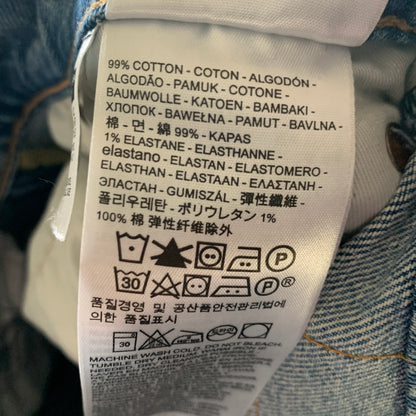 99% COTTON - COTON - ALGODÓN -
ALGODÃO - PAMUK - COTONE -
BAUMWOLLE - KATOEN - BAMBAKI -
ХЛОПОК - BAWEŁNA - PAMUT - BAVLNA -
棉 - 면 - 綿 99% - KAPAS
1% ELASTANE - ELASTHANNE -
elastano - ELASTAN - ELASTOMERO -
ELASTHAN - ELASTAAN - ΕΛΑΣΤΑΝΗ -
ЭЛАСТАН - GUMISZÁL - 彈性纖維 -
폴리우레탄 - ポリウレタン 1%
100% 棉 弹性纤维除外
P
30 P
품질경영 및 공산품안전관리법에
의한 품질표시
30
MACHINE WASH COLD. DO NOT BLEACH.
TUMBLE DRY MEDIUM. WARM IRON IF